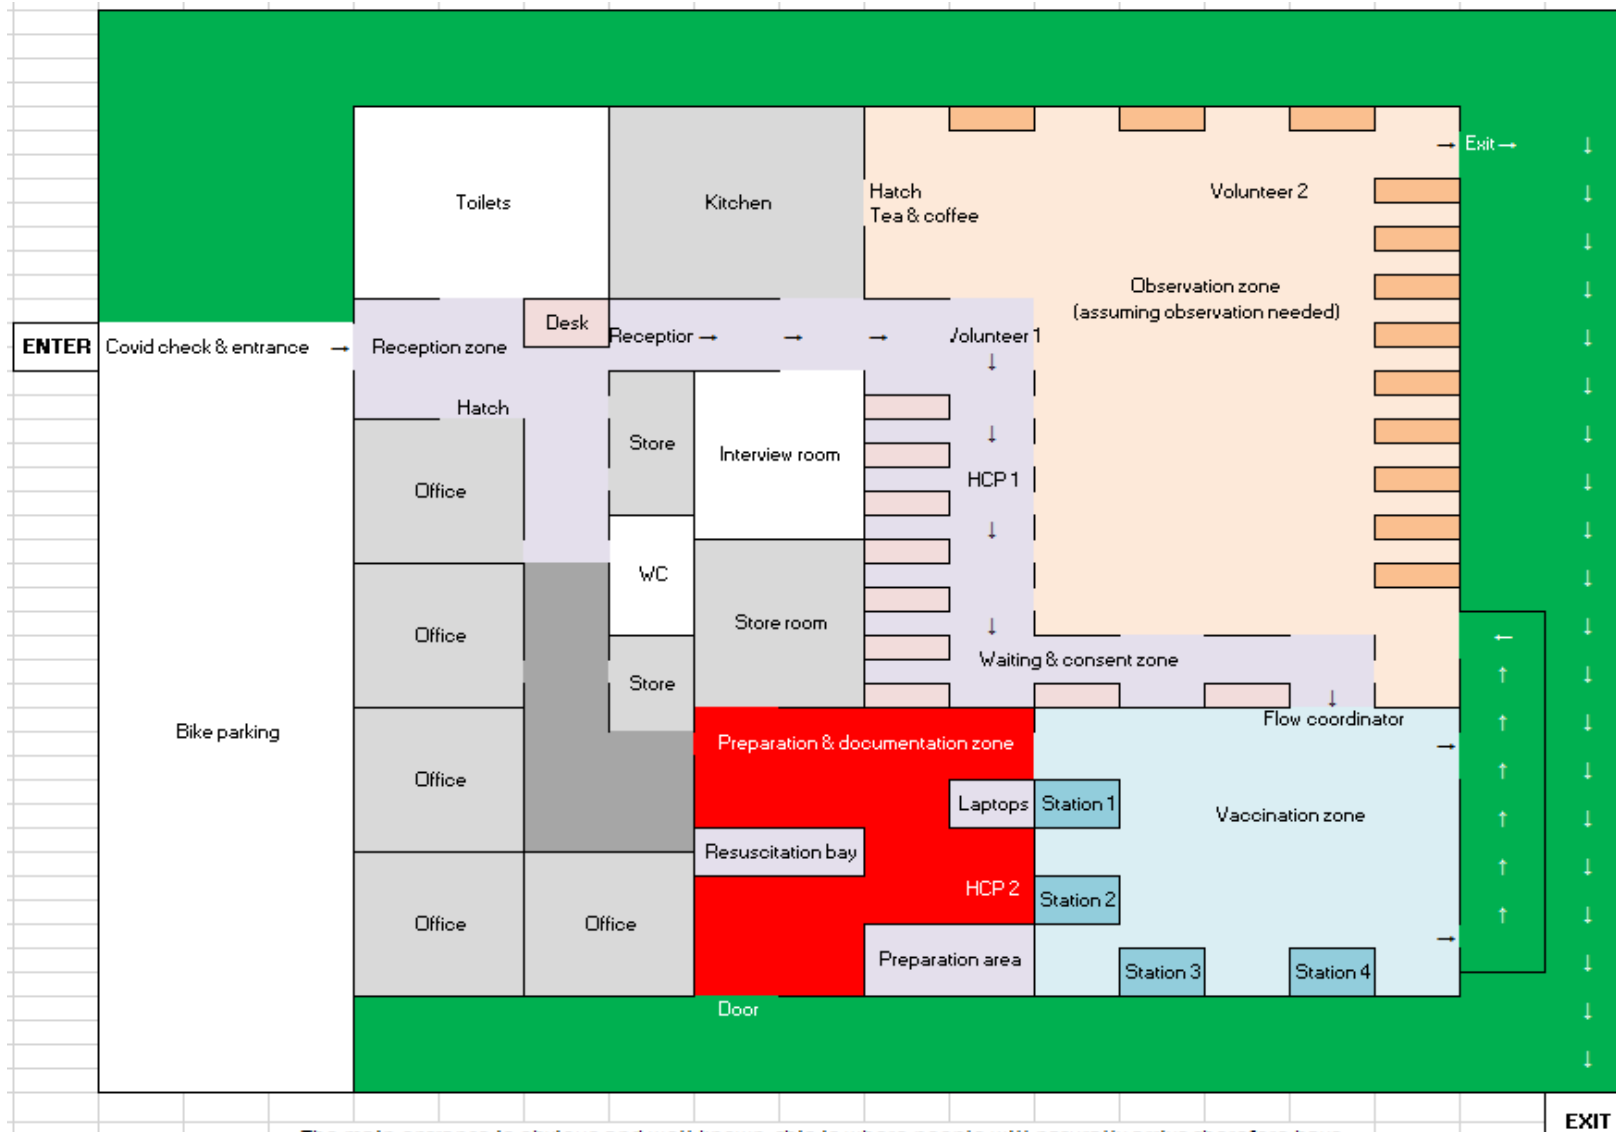 Exit
Toilets
Kitchen
Hatch
Tea & coffee
Volunteer 2
Observation zone
(assuming observation needed)
ENTER
Covid check & entrance
Reception zone
Desk
Reception
Volunteer 1
Hatch
Store
Interview room
HCP 1
Office
WC
Store room
Office
Waiting & consent zone
Store
Flow coordinator
Bike parking
Preparation & documentation zone
Office
Laptops
Station 1
Vaccination zone
Resuscitation bay
HCP 2
Station 2
Office
Office
Preparation area
Station 3
Station 4
Door
EXIT